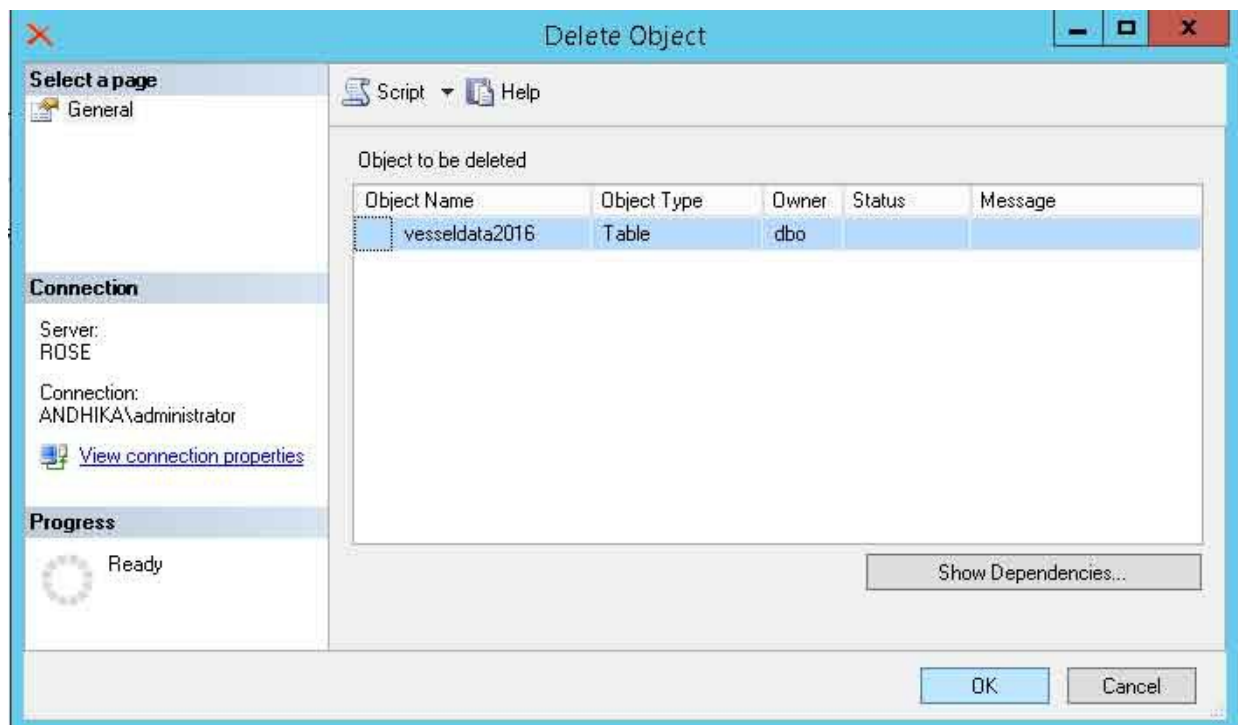 Delete Object
Select a page
General
Script Help
Object to be deleted
Object Name Object Type Owner Status Message
vesseldata2016 Table dbo
Connection
Server:
ROSE
Connection:
ANDHIKA\administrator
View connection properties
Progress
Ready
Show Dependencies...
OK Cancel